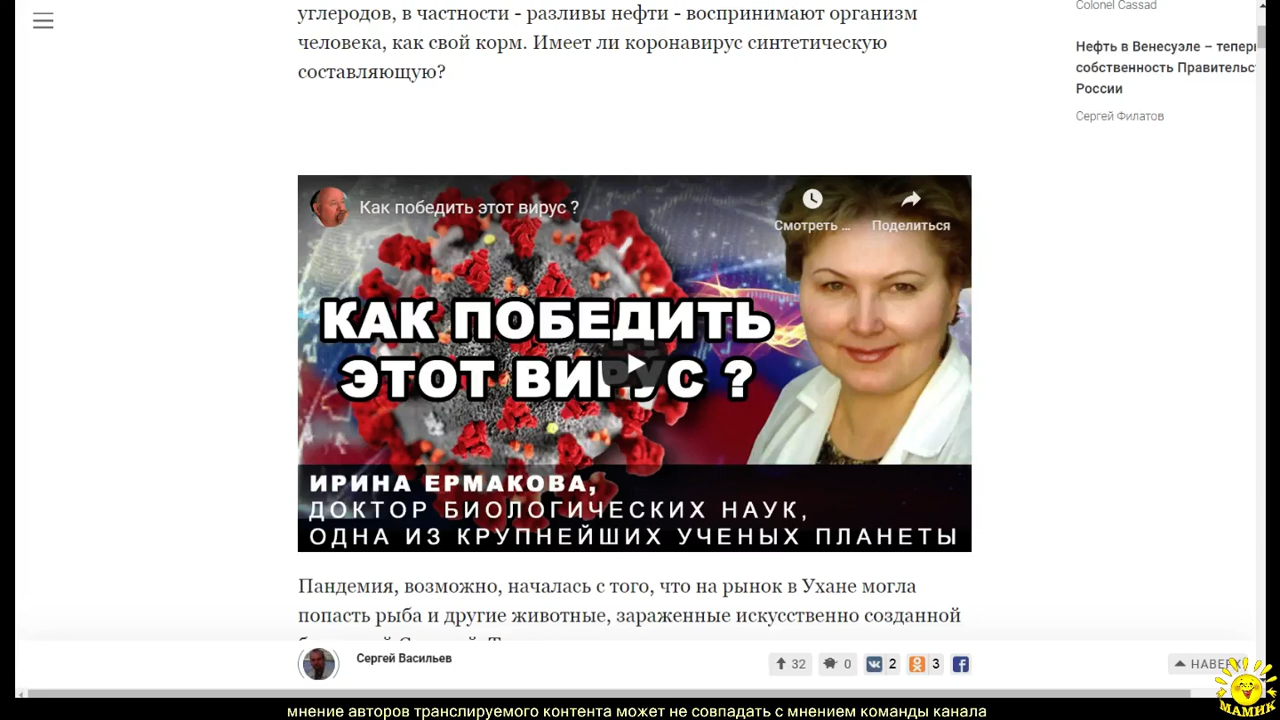 углеродов, в частности - разливы нефти - воспринимают организм
человека, как свой корм. Имеет ли коронавирус синтетическую
составляющую?
Colonel Cassad
Нефть в Венесуэле – теперь
собственность Правительс
России
Сергей Филатов
Как победить этот вирус ?
Смотреть ...
Поделиться
КАК ПОБЕДИТЬ
ЭТОТ ВИРУС ?
ИРИНА ЕРМАКОВА,
ДОКТОР БИОЛОГИЧЕСКИХ НАУК,
ОДНА ИЗ КРУПНЕЙШИХ УЧЕНЫХ ПЛАНЕТЫ
Пандемия, возможно, началась с того, что на рынок в Ухане могла
попасть рыба и другие животные, зараженные искусственно созданной
Сергей Васильев
32
0
2
3
НАВЕРХ
МАМИК
мнение авторов транслируемого контента может не совпадать с мнением команды канала